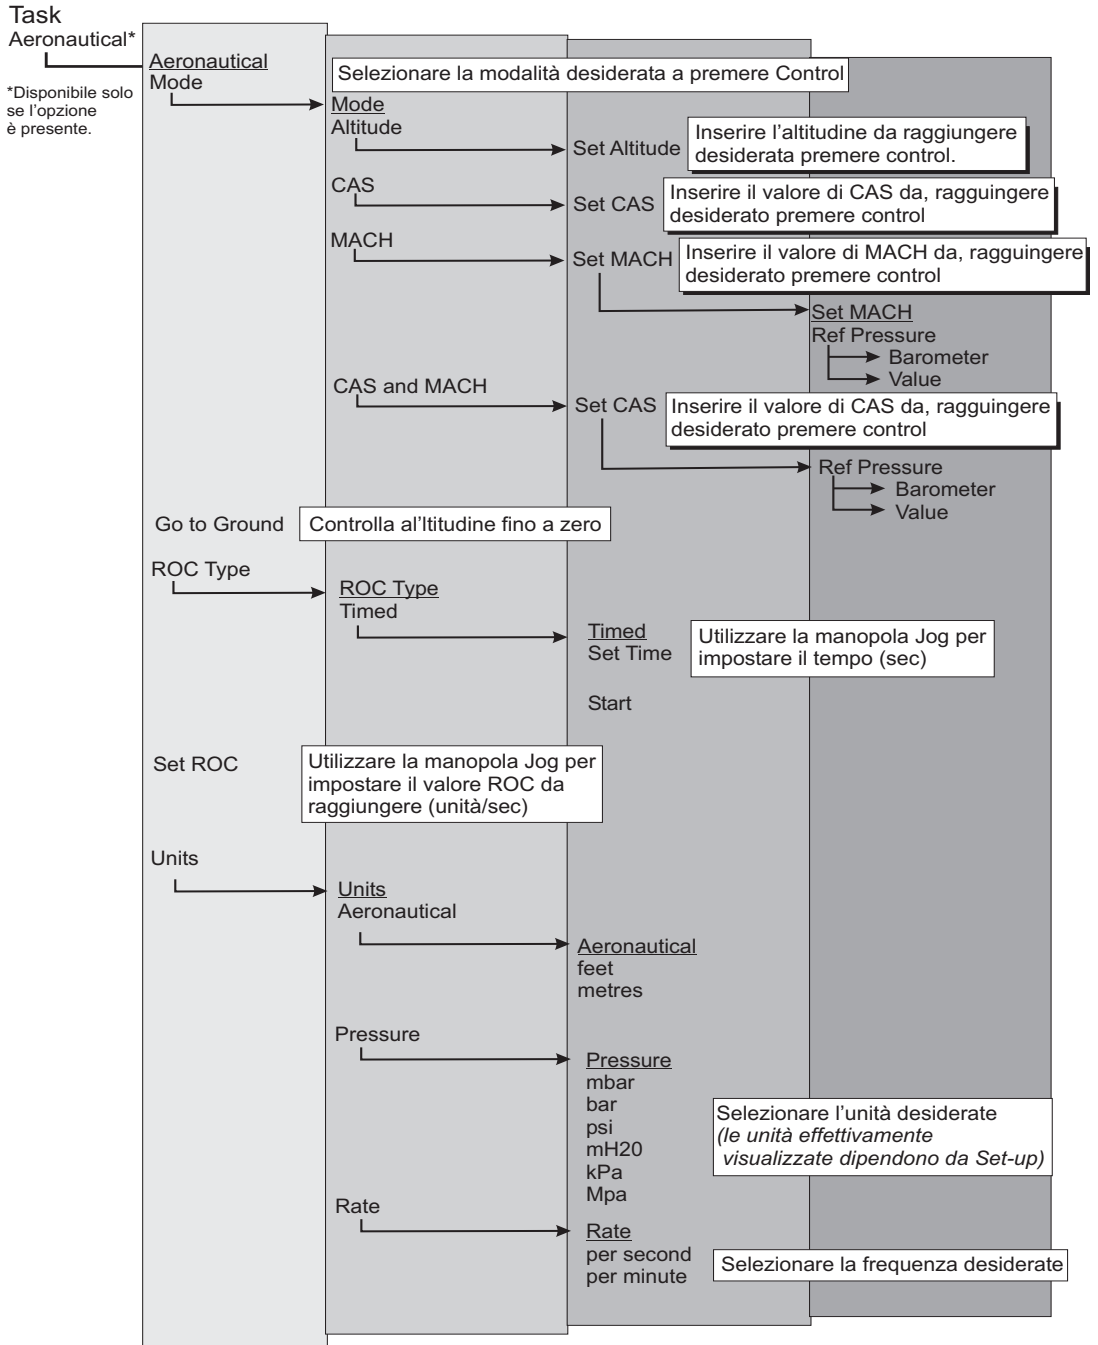 Task
Aeronautical*
*Disponibile solo
se l'opzione
è presente.
Aeronautical
Mode
Selezionare la modalità desiderata a premere Control
Mode
Altitude
Set Altitude
Inserire l'altitudine da raggiungere
desiderata premere control.
CAS
Set CAS
Inserire il valore di CAS da, ragguingere
desiderato premere control
MACH
Set MACH
Inserire il valore di MACH da, ragguingere
desiderato premere control
Set MACH
Ref Pressure
Barometer
Value
CAS and MACH
Set CAS
Inserire il valore di CAS da, ragguingere
desiderato premere control
Ref Pressure
Barometer
Value
Go to Ground
Controlla al'ltitudine fino a zero
ROC Type
ROC Type
Timed
Timed
Set Time
Utilizzare la manopola Jog per
impostare il tempo (sec)
Start
Set ROC
Utilizzare la manopola Jog per
impostare il valore ROC da
raggiungere (unità/sec)
Units
Units
Aeronautical
Aeronautical
feet
metres
Pressure
Pressure
mbar
bar
psi
mH20
kPa
Mpa
Selezionare l'unità desiderate
(le unità effettivamente
visualizzate dipendono da Set-up)
Rate
Rate
per second
per minute
Selezionare la frequenza desiderate